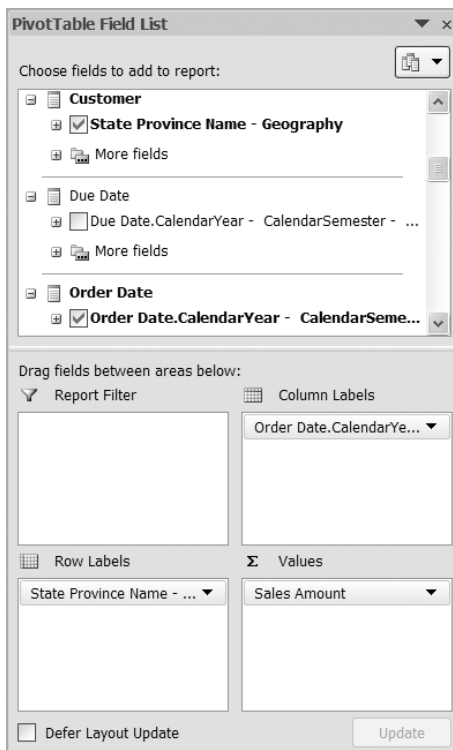 PivotTable Field List
Choose fields to add to report:
Customer
State Province Name - Geography
More fields
Due Date
Due Date.CalendarYear - CalendarSemester - ...
More fields
Order Date
Order Date.CalendarYear - CalendarSeme...
Drag fields between areas below:
Report Filter
Column Labels
Order Date.CalendarYe...
Row Labels
Σ Values
State Province Name - ...
Sales Amount
Defer Layout Update
Update